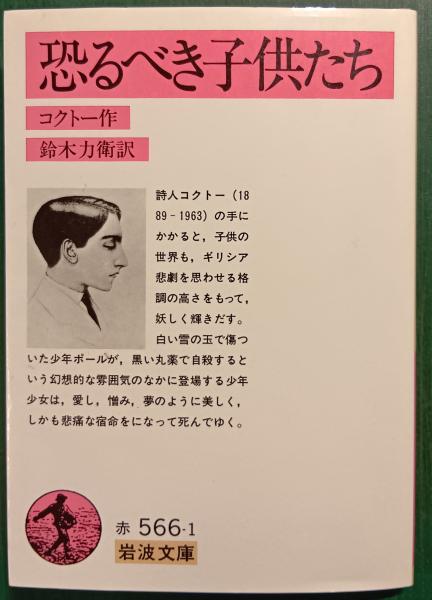 恐るべき子供たち
コクトー作
鈴木力衛訳
詩人コクトー(18
89-1963)の手に
かかると,子供の
世界も,ギリシア
悲劇を思わせる格
調の高さをもって,
妖しく輝きだす。
白い雪の玉で傷つ
いた少年ポールが,黒い丸薬で自殺すると
いう幻想的な雰囲気のなかに登場する少年
少女は,愛し,憎み,夢のように美しく,
しかも悲痛な宿命をになって死んでゆく。
赤 566-1
岩波文庫